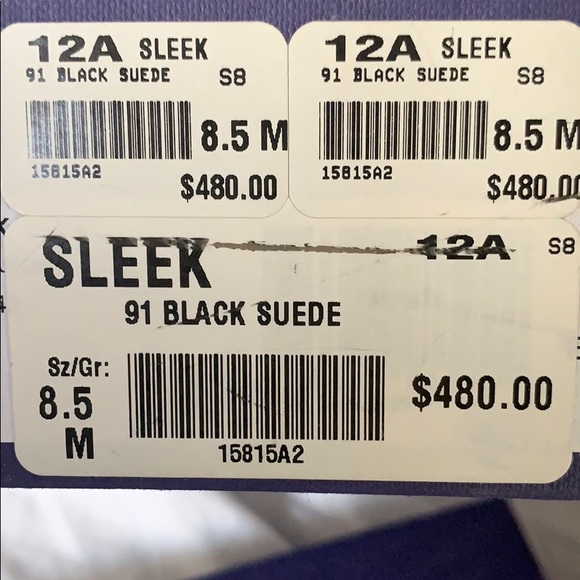 12A SLEEK
91 BLACK SUEDE S8
8.5 M
15815A2
$480.00
12A SLEEK
91 BLACK SUEDE S8
8.5 M
15815A2
$480.00
SLEEK 12A S8
91 BLACK SUEDE
Sz/Gr:
8.5
M
$480.00
15815A2